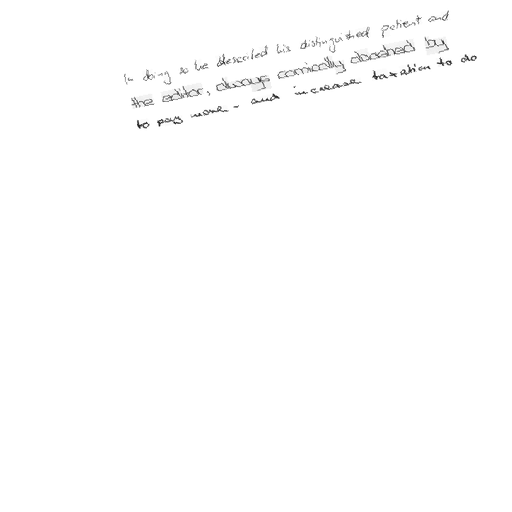 In doing so he described his distinguished patient and
the editor, always comically cloaked by
to pay more - and increase taxation to do